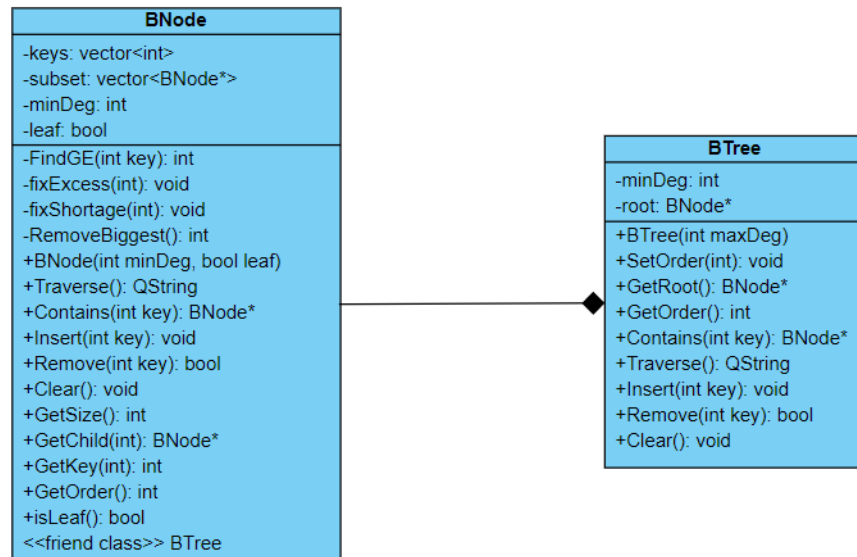 BNode
-keys: vector<int>
-subset: vector<BNode*>
-minDeg: int
-leaf: bool
-FindGE(int key): int
-fixExcess(int): void
-fixShortage(int): void
-RemoveBiggest(): int
+BNode(int minDeg, bool leaf)
+Traverse(): QString
+Contains(int key): BNode*
+Insert(int key): void
+Remove(int key): bool
+Clear(): void
+GetSize(): int
+GetChild(int): BNode*
+GetKey(int): int
+GetOrder(): int
+isLeaf(): bool
<<friend class>> BTree
BTree
-minDeg: int
-root: BNode*
+BTree(int maxDeg)
+SetOrder(int): void
+GetRoot(): BNode*
+GetOrder(): int
+Contains(int key): BNode*
+Traverse(): QString
+Insert(int key): void
+Remove(int key): bool
+Clear(): void